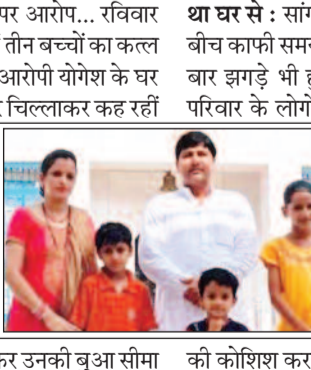 पर आरोप... रविवार
तीन बच्चों का कत्ल
आरोपी योगेश के घर
चिल्लाकर कह रहीं
कर उनकी बुआ सीमा
था घर से : सांग
बीच काफी समय
बार झगड़े भी हु
परिवार के लोगों
की कोशिश कर